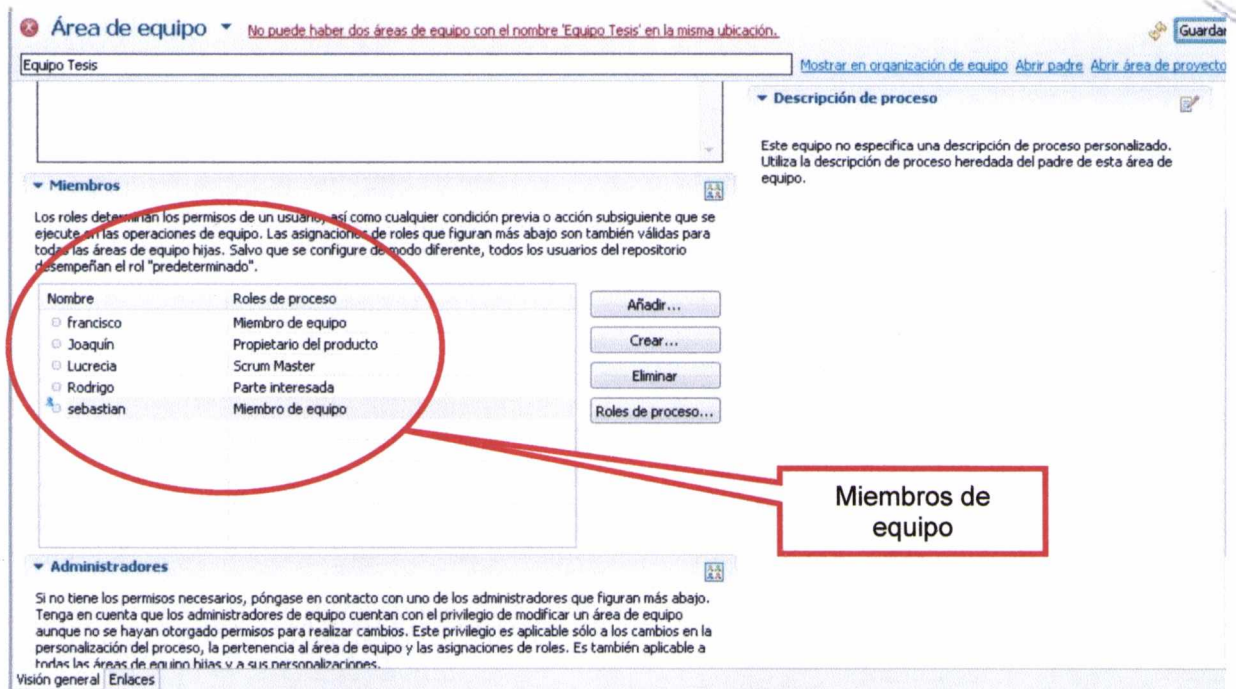 Área de equipo No puede haber dos áreas de equipo con el nombre 'Equipo Tesis' en la misma ubicación. Guardar
Equipo Tesis Mostrar en organización de equipo Abrir padre Abrir área de proyecto
Descripción de proceso
Este equipo no especifica una descripción de proceso personalizado.
Utiliza la descripción de proceso heredada del padre de esta área de
equipo.
Miembros
Los roles determinan los permisos de un usuario, así como cualquier condición previa o acción subsiguiente que se
ejecute en las operaciones de equipo. Las asignaciones de roles que figuran más abajo son también válidas para
todas las áreas de equipo hijas. Salvo que se configure de modo diferente, todos los usuarios del repositorio
desempeñan el rol "predeterminado".
Nombre Roles de proceso
francisco Miembro de equipo
Joaquín Propietario del producto
Lucrecia Scrum Master
Rodrigo Parte interesada
sebastian Miembro de equipo
Añadir...
Crear...
Eliminar
Roles de proceso...
Miembros de
equipo
Administradores
Si no tiene los permisos necesarios, póngase en contacto con uno de los administradores que figuran más abajo.
Tenga en cuenta que los administradores de equipo cuentan con el privilegio de modificar un área de equipo
aunque no se hayan otorgado permisos para realizar cambios. Este privilegio es aplicable sólo a los cambios en la
personalización del proceso, la pertenencia al área de equipo y las asignaciones de roles. Es también aplicable a
todas las áreas de equipo hijas y a sus personalizaciones.
Visión general Enlaces